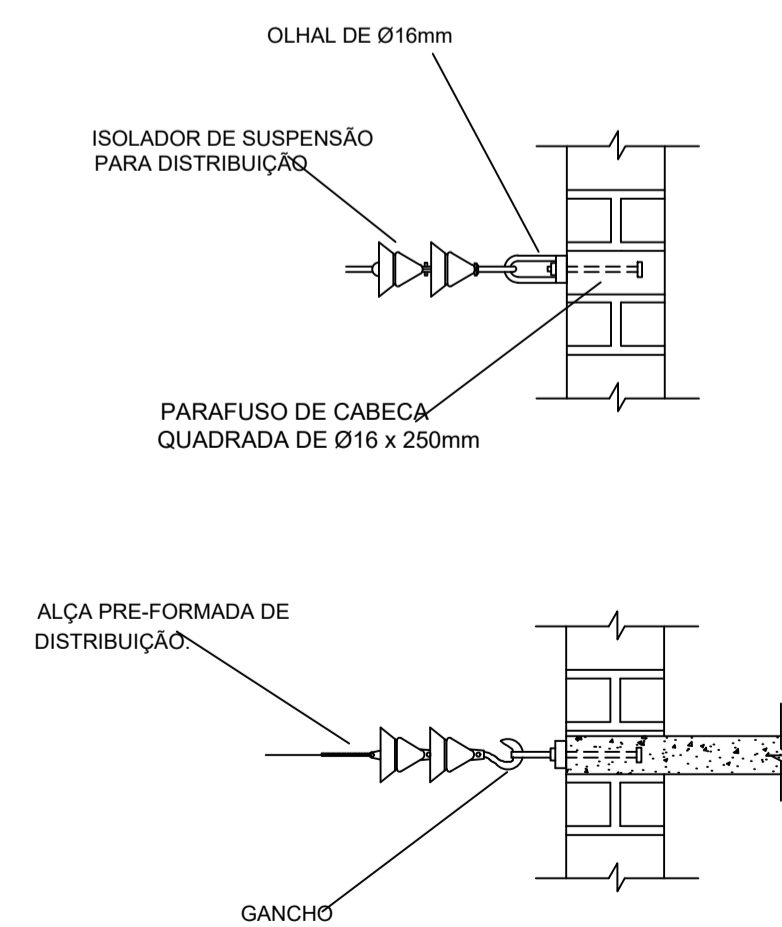 OLHAL DE Ø16mm
ISOLADOR DE SUSPENSÃO
PARA DISTRIBUIÇÃO
PARAFUSO DE CABECA
QUADRADA DE Ø16 x 250mm
ALÇA PRE-FORMADA DE
DISTRIBUIÇÃO.
GANCHO